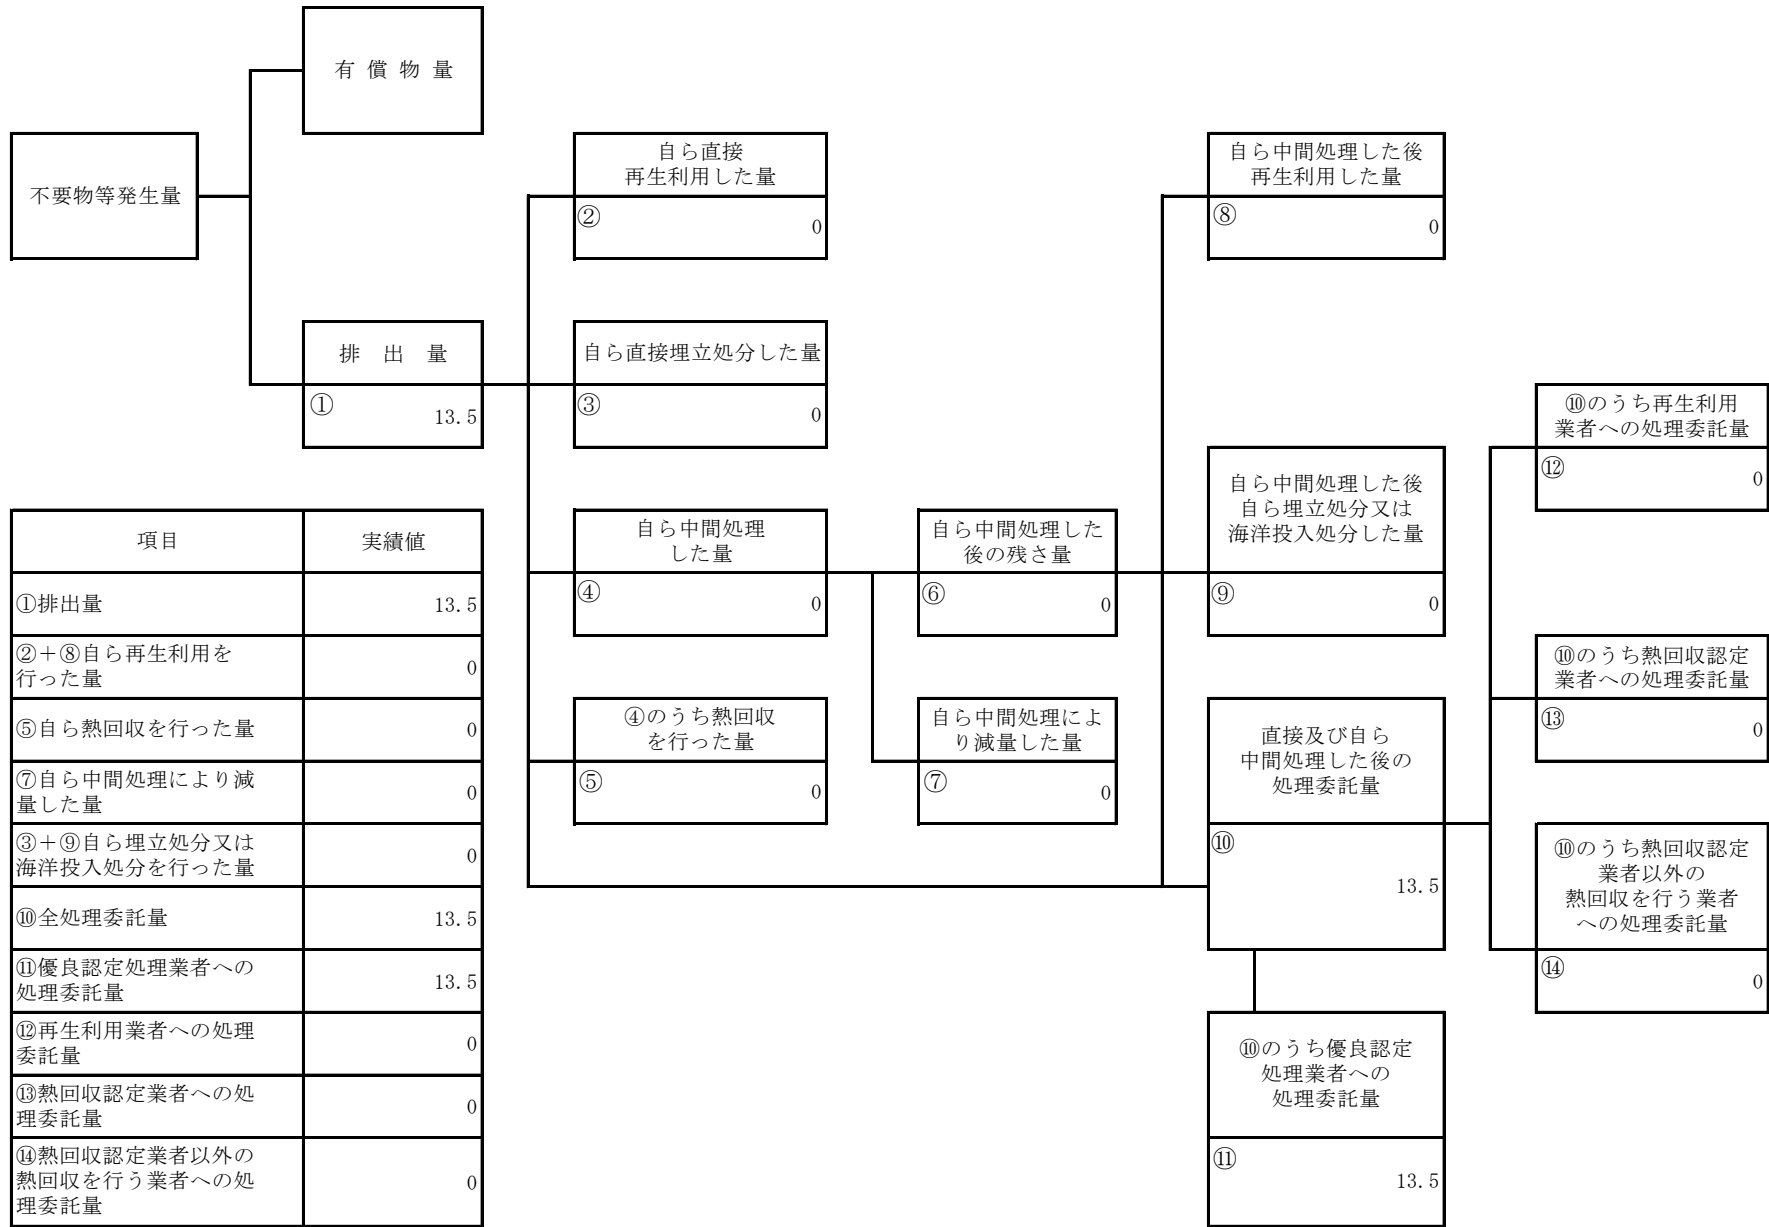 有 償 物 量
不要物等発生量
自ら直接
再生利用した量
②
0
自ら中間処理した後
再生利用した量
⑧
0
排 出 量
①
13.5
自ら直接埋立処分した量
③
0
⑩のうち再生利用
業者への処理委託量
⑫
0
自ら中間処理した後
自ら埋立処分又は
海洋投入処分した量
⑨
0
自ら中間処理
した量
④
0
自ら中間処理した
後の残さ量
⑥
0
⑩のうち熱回収認定
業者への処理委託量
⑬
0
④のうち熱回収
を行った量
⑤
0
自ら中間処理によ
り減量した量
⑦
0
直接及び自ら
中間処理した後の
処理委託量
⑩
13.5
⑩のうち熱回収認定
業者以外の
熱回収を行う業者
への処理委託量
⑭
0
⑩のうち優良認定
処理業者への
処理委託量
⑪
13.5
項目 実績値
①排出量 13.5
②+⑧自ら再生利用を
行った量 0
⑤自ら熱回収を行った量 0
⑦自ら中間処理により減
量した量 0
③+⑨自ら埋立処分又は
海洋投入処分を行った量 0
⑩全処理委託量 13.5
⑪優良認定処理業者への
処理委託量 13.5
⑫再生利用業者への処理
委託量 0
⑬熱回収認定業者への処
理委託量 0
⑭熱回収認定業者以外の
熱回収を行う業者への処
理委託量 0